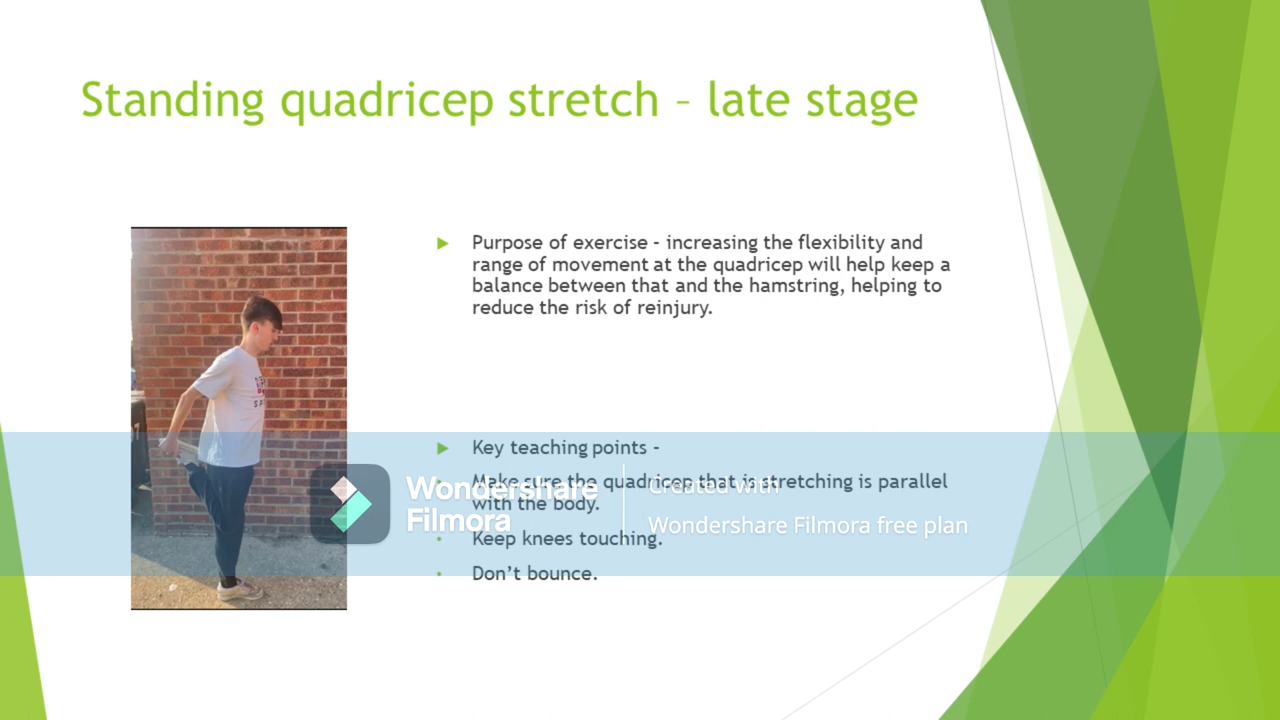 Standing quadricep stretch – late stage
Purpose of exercise - increasing the flexibility and
range of movement at the quadricep will help keep a
balance between that and the hamstring, helping to
reduce the risk of reinjury.
Key teaching points -
Make sure the quadricep that is stretching is parallel
with the body.
Keep knees touching.
Don't bounce.
Wondershare
Filmora
Created with
Wondershare Filmora free plan